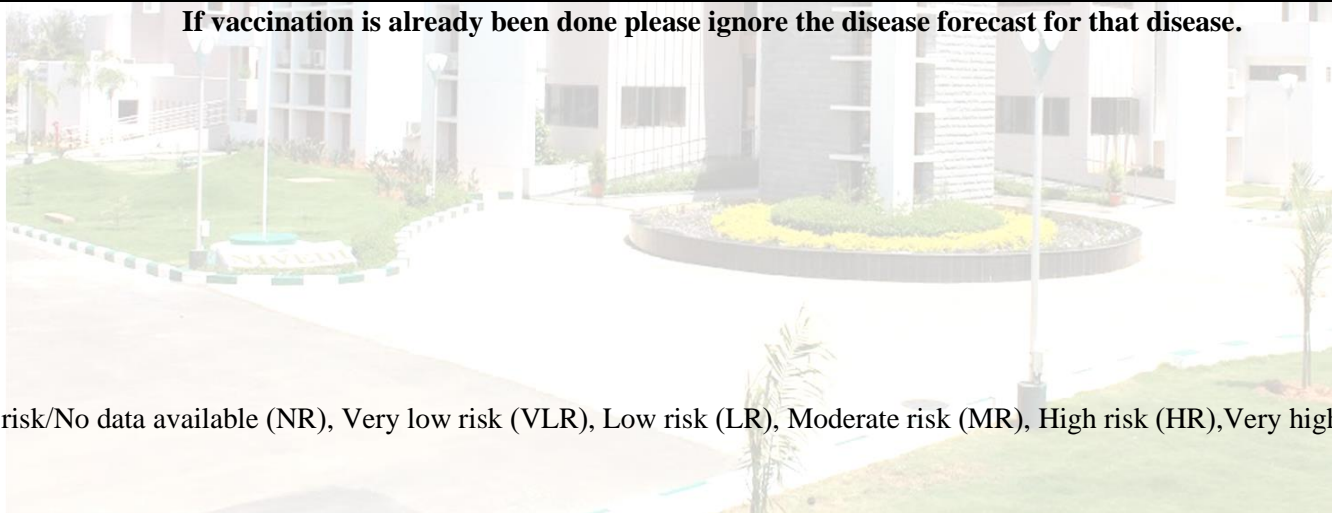 If vaccination is already been done please ignore the disease forecast for that disease.
risk/No data available (NR), Very low risk (VLR), Low risk (LR), Moderate risk (MR), High risk (HR),Very high